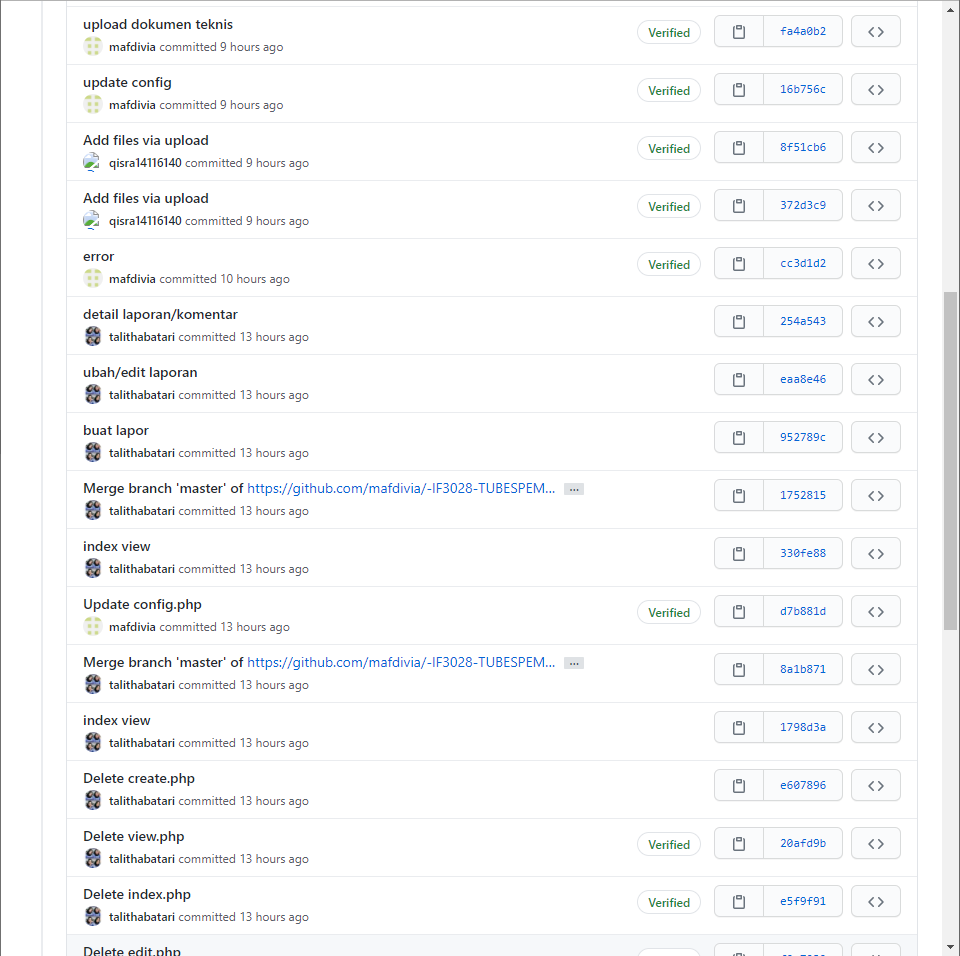 upload dokumen teknis
mafdivia committed 9 hours ago
Verified
fa4a0b2
update config
mafdivia committed 9 hours ago
Verified
16b756c
Add files via upload
qisra14116140 committed 9 hours ago
Verified
8f51cb6
Add files via upload
qisra14116140 committed 9 hours ago
Verified
372d3c9
error
mafdivia committed 10 hours ago
Verified
cc3d1d2
detail laporan/komentar
talithabatari committed 13 hours ago
254a543
ubah/edit laporan
talithabatari committed 13 hours ago
eaa8e46
buat lapor
talithabatari committed 13 hours ago
952789c
Merge branch 'master' of https://github.com/mafdivia/-IF3028-TUBESPEM... …
talithabatari committed 13 hours ago
1752815
index view
talithabatari committed 13 hours ago
330fe88
Update config.php
mafdivia committed 13 hours ago
Verified
d7b881d
Merge branch 'master' of https://github.com/mafdivia/-IF3028-TUBESPEM... …
talithabatari committed 13 hours ago
8a1b871
index view
talithabatari committed 13 hours ago
1798d3a
Delete create.php
talithabatari committed 13 hours ago
e607896
Delete view.php
talithabatari committed 13 hours ago
Verified
20afd9b
Delete index.php
talithabatari committed 13 hours ago
Verified
e5f9f91
Delete edit.php